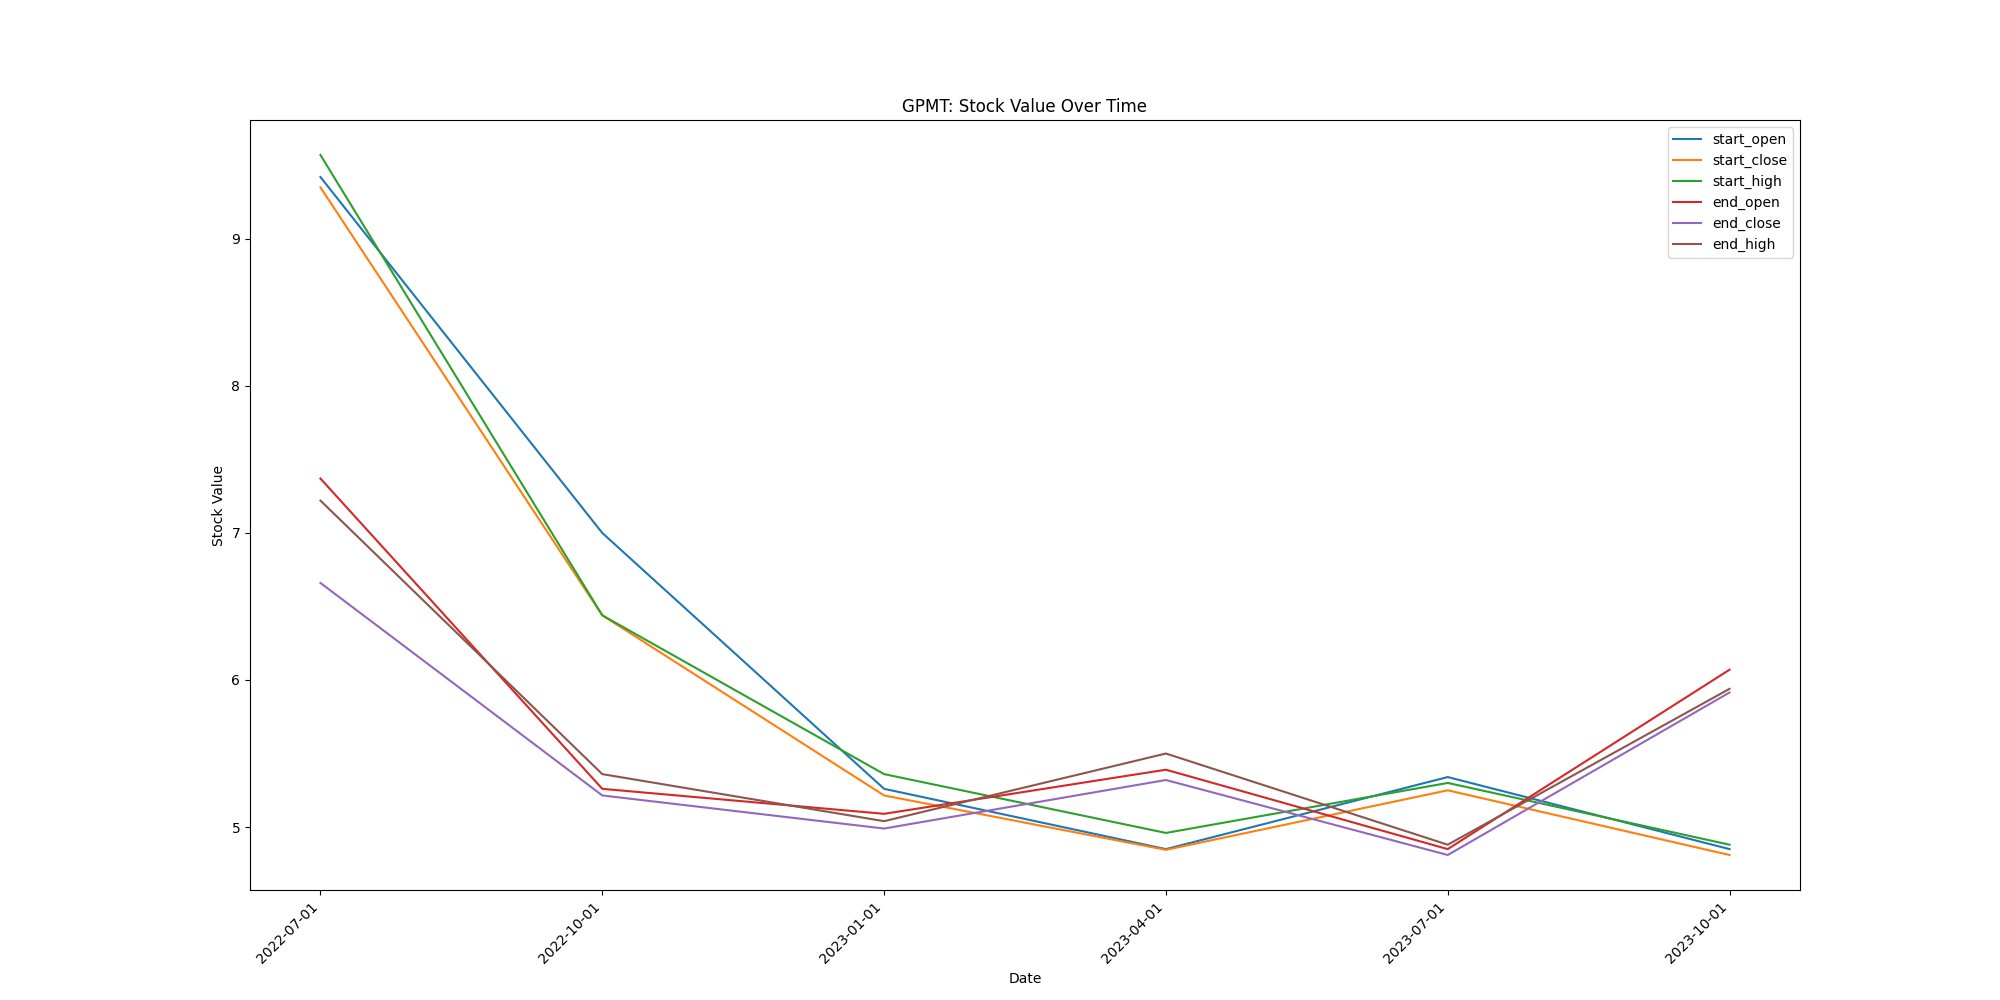 GPMT: Stock Value Over Time
start_open
start_close
start_high
end_open
end_close
end_high
Stock Value
9
8
7
6
5
2022-07-01
2022-10-01
2023-01-01
2023-04-01
2023-07-01
2023-10-01
Date